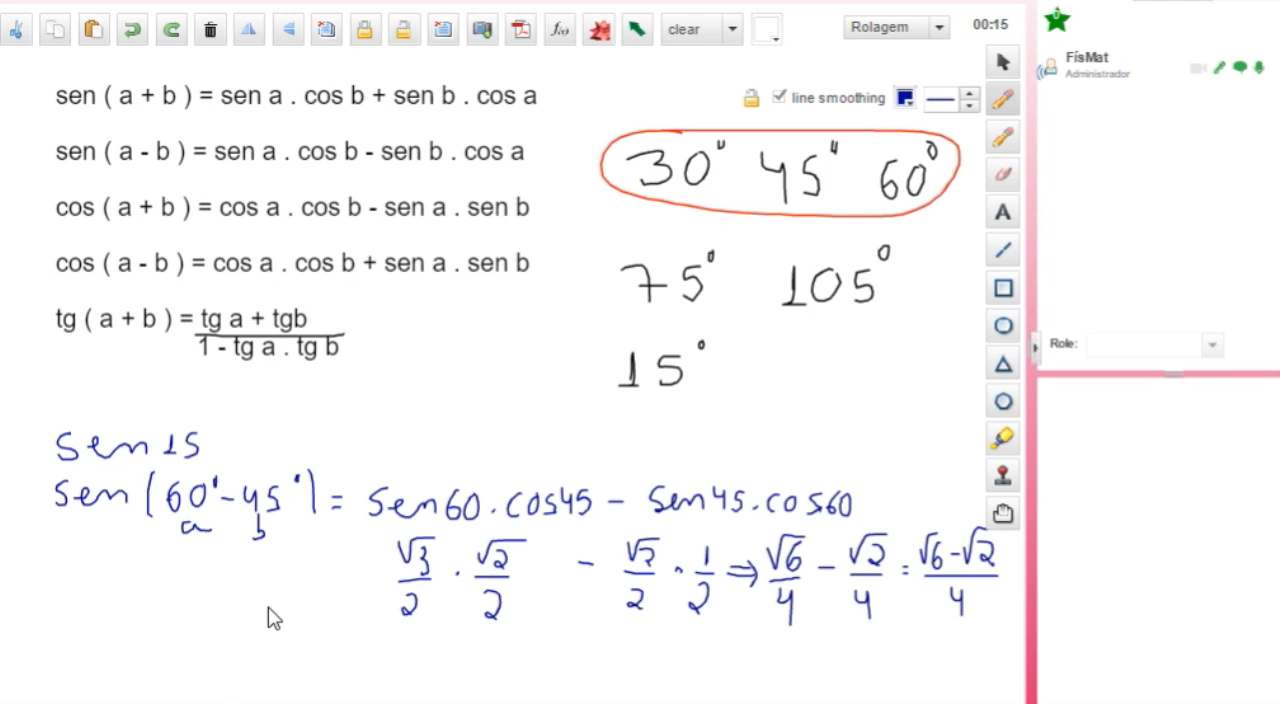 clear
Rolagem
00:15
line smoothing
FísMat
Administrador
Role:
sen ( a + b ) = sen a . cos b + sen b . cos a
sen ( a - b ) = sen a . cos b - sen b . cos a
cos ( a + b ) = cos a . cos b - sen a . sen b
cos ( a - b ) = cos a . cos b + sen a . sen b
tg ( a + b ) = tg a + tgb
1 - tg a . tg b
30° 45° 60°
75° 105°
15°
sen 15
sen (60° - 45°) = sen60 . cos45 - sen45 . cos60
a b
√3/2 . √2/2 - √2/2 . 1/2 ⇒ √6/4 - √2/4 = √6-√2/4